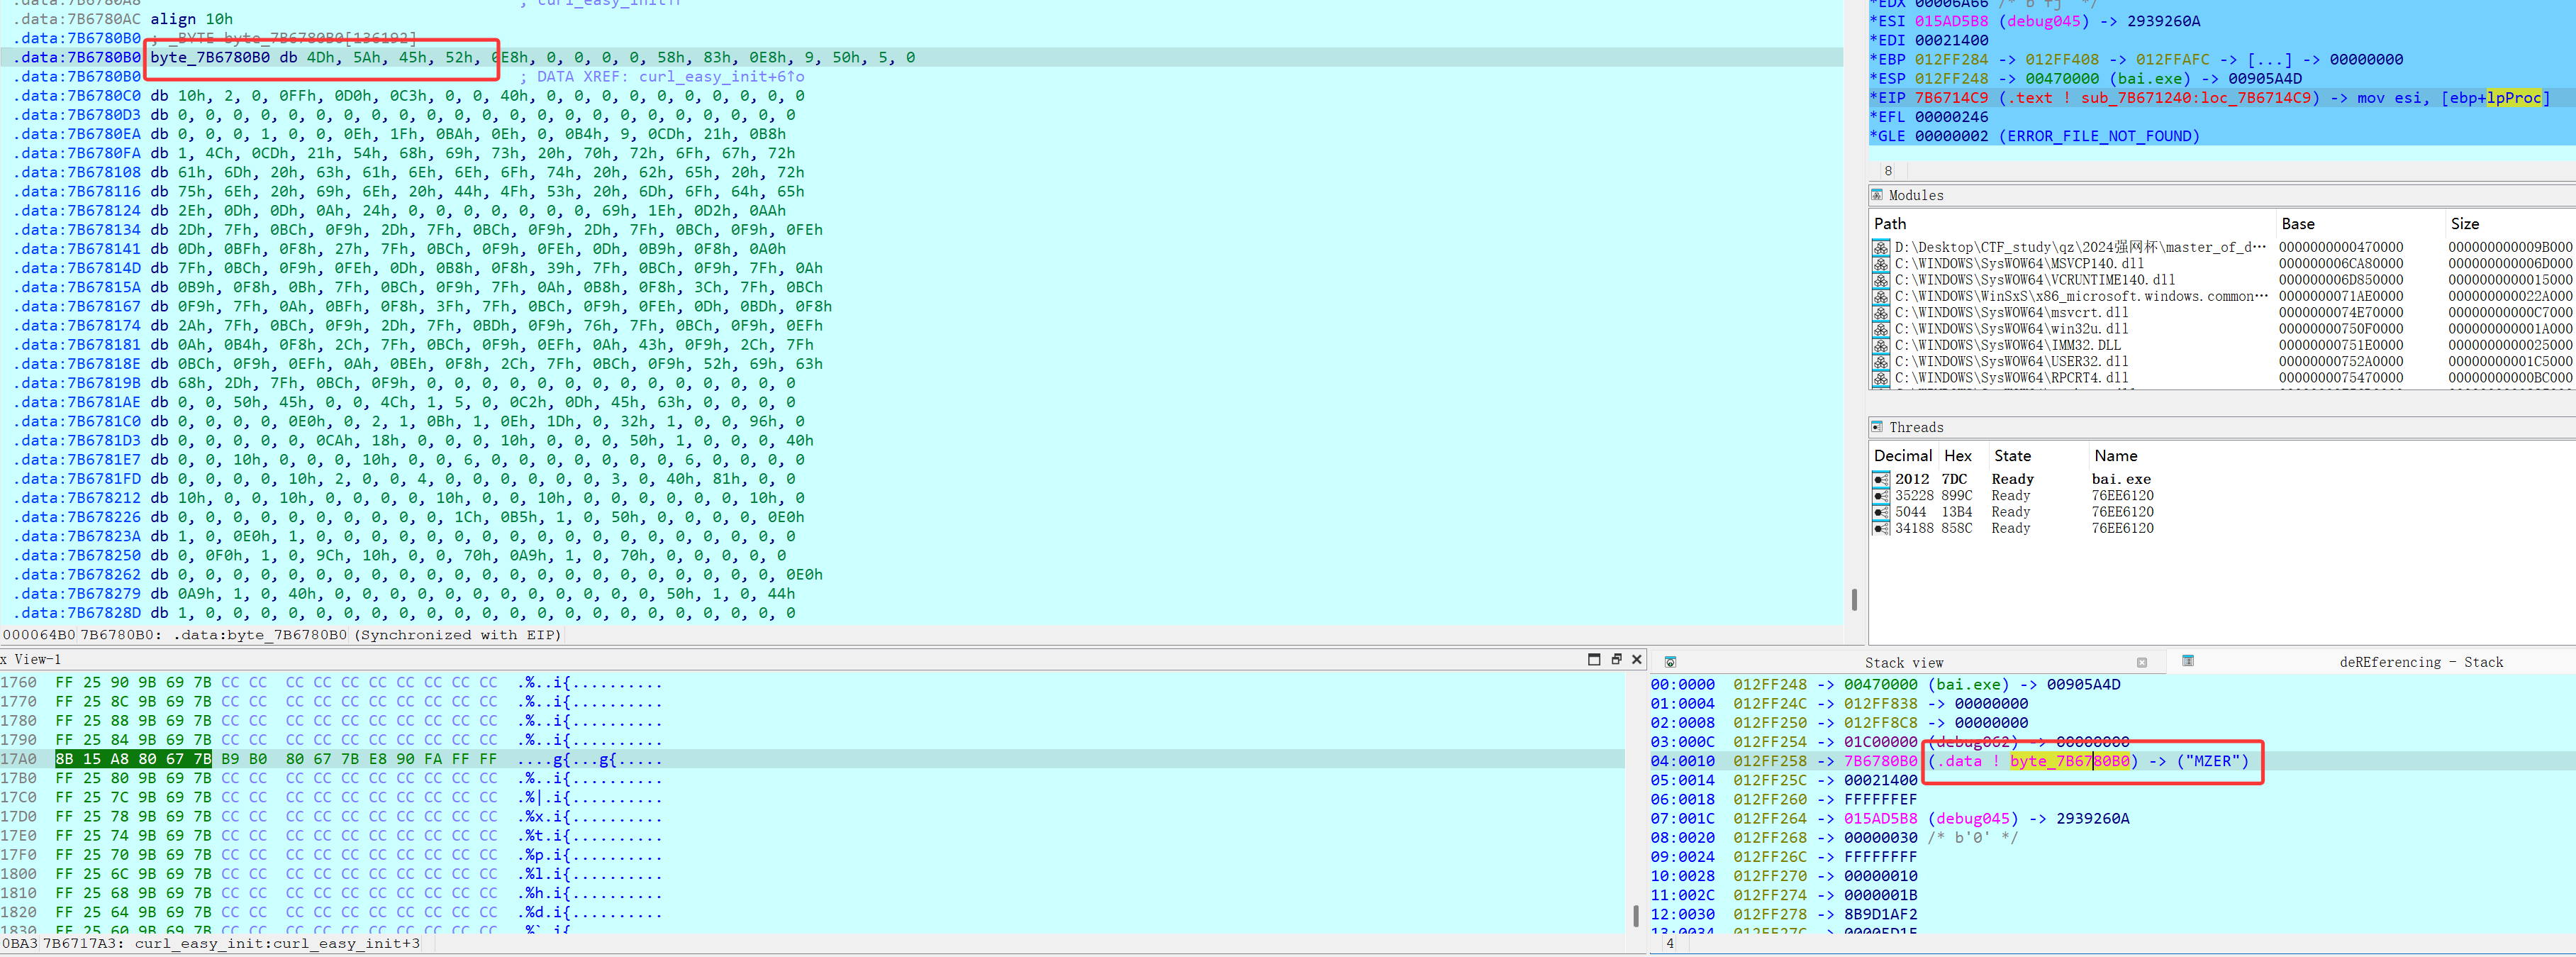 .data:7B6780A8 ; curl_easy_init↑r
.data:7B6780AC align 10h
.data:7B6780B0 ; _BYTE byte_7B6780B0[136192]
.data:7B6780B0 byte_7B6780B0 db 4Dh, 5Ah, 45h, 52h, 0E8h, 0, 0, 0, 0, 58h, 83h, 0E8h, 9, 50h, 5, 0
.data:7B6780B0 ; DATA XREF: curl_easy_init+6↑o
.data:7B6780C0 db 10h, 2, 0, 0FFh, 0D0h, 0C3h, 0, 0, 40h, 0, 0, 0, 0, 0, 0, 0, 0, 0
.data:7B6780D3 db 0, 0, 0, 0, 0, 0, 0, 0, 0, 0, 0, 0, 0, 0, 0, 0, 0, 0, 0
.data:7B6780EA db 0, 0, 0, 1, 0, 0, 0Eh, 1Fh, 0BAh, 0Eh, 0, 0B4h, 9, 0CDh, 21h, 0B8h
.data:7B6780FA db 1, 4Ch, 0CDh, 21h, 54h, 68h, 69h, 73h, 20h, 70h, 72h, 6Fh, 67h, 72h
.data:7B678108 db 61h, 6Dh, 20h, 63h, 61h, 6Eh, 6Eh, 6Fh, 74h, 20h, 62h, 65h, 20h, 72h
.data:7B678116 db 75h, 6Eh, 20h, 69h, 6Eh, 20h, 44h, 4Fh, 53h, 20h, 6Dh, 6Fh, 64h, 65h
.data:7B678124 db 2Eh, 0Dh, 0Dh, 0Ah, 24h, 0, 0, 0, 0, 0, 0, 0, 69h, 1Eh, 0D2h, 0AAh
.data:7B678134 db 2Dh, 7Fh, 0BCh, 0F9h, 2Dh, 7Fh, 0BCh, 0F9h, 2Dh, 7Fh, 0BCh, 0F9h, 0FEh
.data:7B678141 db 0Dh, 0BFh, 0F8h, 27h, 7Fh, 0BCh, 0F9h, 0FEh, 0Dh, 0B9h, 0F8h, 0A0h
.data:7B67814D db 7Fh, 0BCh, 0F9h, 0FEh, 0Dh, 0B8h, 0F8h, 39h, 7Fh, 0BCh, 0F9h, 7Fh, 0Ah
.data:7B67815A db 0B9h, 0F8h, 0Bh, 7Fh, 0BCh, 0F9h, 7Fh, 0Ah, 0B8h, 0F8h, 3Ch, 7Fh, 0BCh
.data:7B678167 db 0F9h, 7Fh, 0Ah, 0BFh, 0F8h, 3Fh, 7Fh, 0BCh, 0F9h, 0FEh, 0Dh, 0BDh, 0F8h
.data:7B678174 db 2Ah, 7Fh, 0BCh, 0F9h, 2Dh, 7Fh, 0BDh, 0F9h, 76h, 7Fh, 0BCh, 0F9h, 0EFh
.data:7B678181 db 0Ah, 0B4h, 0F8h, 2Ch, 7Fh, 0BCh, 0F9h, 0EFh, 0Ah, 43h, 0F9h, 2Ch, 7Fh
.data:7B67818E db 0BCh, 0F9h, 0EFh, 0Ah, 0BEh, 0F8h, 2Ch, 7Fh, 0BCh, 0F9h, 52h, 69h, 63h
.data:7B67819B db 68h, 2Dh, 7Fh, 0BCh, 0F9h, 0, 0, 0, 0, 0, 0, 0, 0, 0, 0, 0
.data:7B6781AE db 0, 0, 50h, 45h, 0, 0, 4Ch, 1, 5, 0, 0C2h, 0Dh, 45h, 63h, 0, 0, 0, 0
.data:7B6781C0 db 0, 0, 0, 0, 0E0h, 0, 2, 1, 0Bh, 1, 0Eh, 1Dh, 0, 32h, 1, 0, 0, 96h, 0
.data:7B6781D3 db 0, 0, 0, 0, 0, 0CAh, 18h, 0, 0, 0, 10h, 0, 0, 0, 50h, 1, 0, 0, 0, 40h
.data:7B6781E7 db 0, 0, 10h, 0, 0, 0, 10h, 0, 0, 6, 0, 0, 0, 0, 0, 0, 0, 6, 0, 0, 0, 0
.data:7B6781FD db 0, 0, 0, 0, 10h, 2, 0, 0, 4, 0, 0, 0, 0, 0, 0, 3, 0, 40h, 81h, 0, 0
.data:7B678212 db 10h, 0, 0, 10h, 0, 0, 0, 0, 10h, 0, 0, 10h, 0, 0, 0, 0, 0, 0, 10h, 0
.data:7B678226 db 0, 0, 0, 0, 0, 0, 0, 0, 1Ch, 0B5h, 1, 0, 50h, 0, 0, 0, 0, 0E0h
.data:7B67823A db 1, 0, 0E0h, 1, 0, 0, 0, 0, 0, 0, 0, 0, 0, 0, 0, 0, 0, 0, 0
.data:7B678250 db 0, 0F0h, 1, 0, 9Ch, 10h, 0, 0, 70h, 0A9h, 1, 0, 70h, 0, 0, 0, 0, 0
.data:7B678262 db 0, 0, 0, 0, 0, 0, 0, 0, 0, 0, 0, 0, 0, 0, 0, 0, 0, 0, 0E0h
.data:7B678279 db 0A9h, 1, 0, 40h, 0, 0, 0, 0, 0, 0, 0, 0, 0, 0, 0, 50h, 1, 0, 44h
.data:7B67828D db 1, 0, 0, 0, 0, 0, 0, 0, 0, 0, 0, 0, 0, 0, 0, 0, 0, 0, 0
000064B0 7B6780B0: .data:byte_7B6780B0 (Synchronized with EIP)
*EDX 00006A66 /* b'fj' */
*ESI 015AD5B8 (debug045) -> 2939260A
*EDI 00021400
*EBP 012FF284 -> 012FF408 -> 012FFAFC -> [...] -> 00000000
*ESP 012FF248 -> 00470000 (bai.exe) -> 00905A4D
*EIP 7B6714C9 (.text ! sub_7B671240:loc_7B6714C9) -> mov esi, [ebp+lpProc]
*EFL 00000246
*GLE 00000002 (ERROR_FILE_NOT_FOUND)
8
Modules
Path Base Size
D:\Desktop\CTF_study\qz\2024强网杯\master_of_d··· 0000000000470000 000000000009B000
C:\WINDOWS\SysWOW64\MSVCP140.dll 000000006CA80000 000000000006D000
C:\WINDOWS\SysWOW64\VCRUNTIME140.dll 000000006D850000 0000000000015000
C:\WINDOWS\WinSxS\x86_microsoft.windows.common··· 0000000071AE0000 000000000022A000
C:\WINDOWS\SysWOW64\msvcrt.dll 0000000074E70000 00000000000C7000
C:\WINDOWS\SysWOW64\win32u.dll 00000000750F0000 000000000001A000
C:\WINDOWS\SysWOW64\IMM32.DLL 00000000751E0000 0000000000025000
C:\WINDOWS\SysWOW64\USER32.dll 00000000752A0000 00000000001C5000
C:\WINDOWS\SysWOW64\RPCRT4.dll 0000000075470000 00000000000BC000
Threads
Decimal Hex State Name
2012 7DC Ready bai.exe
35228 899C Ready 76EE6120
5044 13B4 Ready 76EE6120
34188 858C Ready 76EE6120
x View-1
1760 FF 25 90 9B 69 7B CC CC CC CC CC CC CC CC CC CC .%..i{..........
1770 FF 25 8C 9B 69 7B CC CC CC CC CC CC CC CC CC CC .%..i{..........
1780 FF 25 88 9B 69 7B CC CC CC CC CC CC CC CC CC CC .%..i{..........
1790 FF 25 84 9B 69 7B CC CC CC CC CC CC CC CC CC CC .%..i{..........
17A0 8B 15 A8 80 67 7B B9 B0 80 67 7B E8 90 FA FF FF ....g{...g{.....
17B0 FF 25 80 9B 69 7B CC CC CC CC CC CC CC CC CC CC .%..i{..........
17C0 FF 25 7C 9B 69 7B CC CC CC CC CC CC CC CC CC CC .%|.i{..........
17D0 FF 25 78 9B 69 7B CC CC CC CC CC CC CC CC CC CC .%x.i{..........
17E0 FF 25 74 9B 69 7B CC CC CC CC CC CC CC CC CC CC .%t.i{..........
17F0 FF 25 70 9B 69 7B CC CC CC CC CC CC CC CC CC CC .%p.i{..........
1800 FF 25 6C 9B 69 7B CC CC CC CC CC CC CC CC CC CC .%l.i{..........
1810 FF 25 68 9B 69 7B CC CC CC CC CC CC CC CC CC CC .%h.i{..........
1820 FF 25 64 9B 69 7B CC CC CC CC CC CC CC CC CC CC .%d.i{..........
1830 FF 25 60 9B 69 7B CC CC CC CC CC CC CC CC CC CC .%`.i{
0BA3 7B6717A3: curl_easy_init:curl_easy_init+3
Stack view deREferencing - Stack
00:0000 012FF248 -> 00470000 (bai.exe) -> 00905A4D
01:0004 012FF24C -> 012FF838 -> 00000000
02:0008 012FF250 -> 012FF8C8 -> 00000000
03:000C 012FF254 -> 01C00000 (debug062) -> 00000000
04:0010 012FF258 -> 7B6780B0 (.data ! byte_7B6780B0) -> ("MZER")
05:0014 012FF25C -> 00021400
06:0018 012FF260 -> FFFFFFEF
07:001C 012FF264 -> 015AD5B8 (debug045) -> 2939260A
08:0020 012FF268 -> 00000030 /* b'0' */
09:0024 012FF26C -> FFFFFFFF
10:0028 012FF270 -> 00000010
11:002C 012FF274 -> 0000001B
12:0030 012FF278 -> 8B9D1AF2
13:0034 012FF27C -> 00005D1F
4